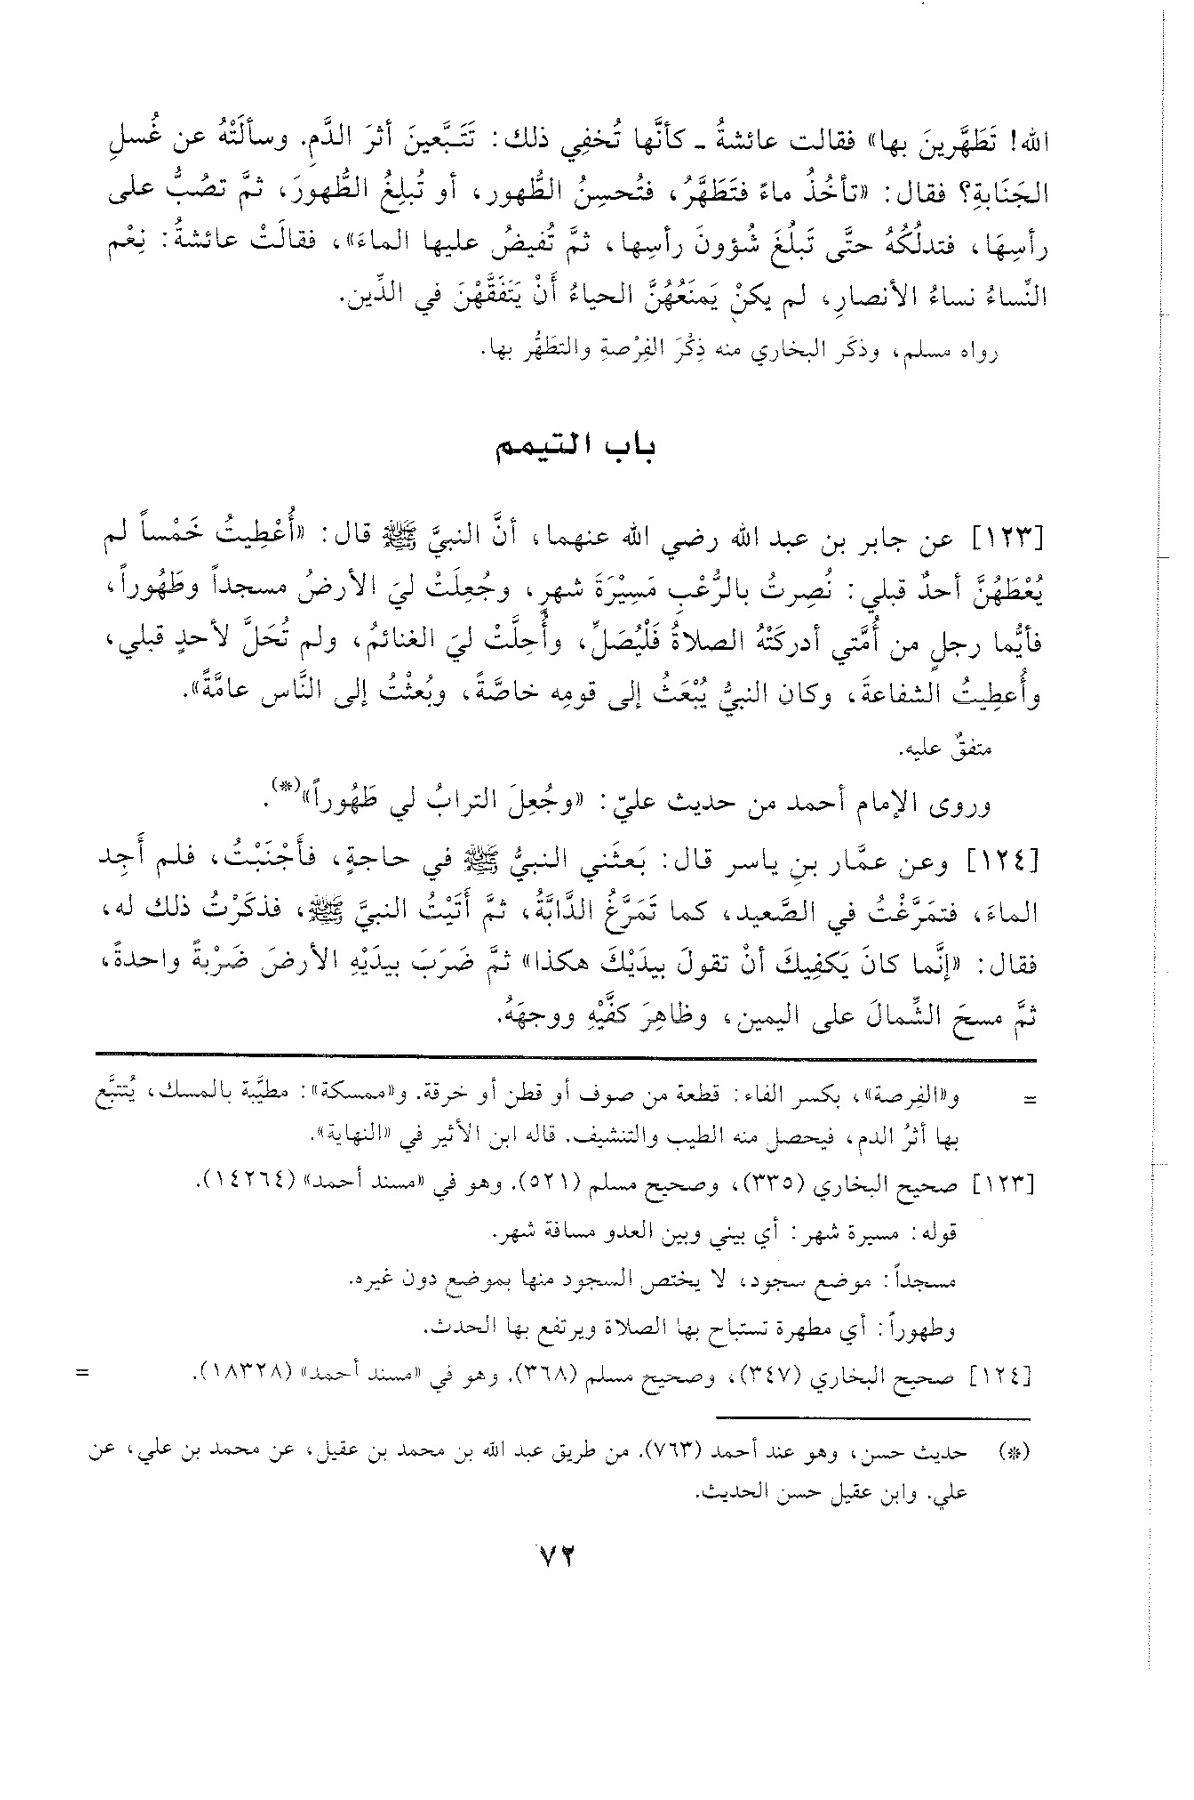 الله! تَطَهَّرينَ بها» فقالت عائشةُ ـ كأنَّها تُخفِي ذلك: تَتَبَّعينَ أثرَ الدَّمِ. وسألَتْهُ عن غُسلِ
الجَنَابةِ؟ فقال: «تأخُذُ ماءً فتَطَهَّرُ، فتُحسِنُ الطُّهور، أو تُبلِغُ الطُّهورَ، ثمَّ تصُبُّ على
رأسِهَا، فتدلُكُهُ حتَّى تَبلُغَ شُؤونَ رأسِها، ثمَّ تُفيضُ عليها الماءَ»، فقالَتْ عائشةُ: نِعْم
النِّساءُ نساءُ الأنصارِ، لم يكنْ يَمنَعُهُنَّ الحياءُ أَنْ يَتَفَقَّهْنَ في الدِّين.
رواه مسلم، وذكَر البخاري منه ذِكْرَ الفِرْصةِ والتطَهُّر بها.
باب التيمم
[١٢٣] عن جابر بن عبد الله رضي الله عنهما، أنَّ النبيَّ ﷺ قال: «أُعْطِيتُ خَمْساً لم
يُعْطَهُنَّ أحدٌ قبلي: نُصِرتُ بالرُّعْبِ مَسِيْرَةَ شهرٍ، وجُعِلَتْ ليَ الأرضُ مسجداً وطَهُوراً،
فأيُّما رجلٍ من أُمَّتي أدركَتْهُ الصلاةُ فَلْيُصَلِّ، وأُحِلَّتْ ليَ الغنائمُ، ولم تُحَلَّ لأحدٍ قبلي،
وأُعطِيتُ الشفاعةَ، وكان النبيُّ يُبْعَثُ إلى قومِه خاصَّةً، وبُعثْتُ إلى النَّاس عامَّةً».
متفقٌ عليه.
وروى الإمام أحمد من حديث عليّ: «وجُعِلَ الترابُ لي طَهُوراً»(*).
[١٢٤] وعن عمَّار بنِ ياسر قال: بَعثَني النبيُّ ﷺ في حاجةٍ، فأَجْنَبْتُ، فلم أَجِد
الماءَ، فتمَرَّغْتُ في الصَّعيد، كما تَمَرَّغُ الدَّابَّةُ، ثمَّ أَتَيْتُ النبيَّ ﷺ، فذكَرْتُ ذلك له،
فقال: «إنَّما كانَ يَكفِيكَ أنْ تقولَ بيدَيْكَ هكذا» ثمَّ ضَرَبَ بيدَيْهِ الأرضَ ضَرْبةً واحدةً،
ثمَّ مسحَ الشِّمالَ على اليمين، وظاهِرَ كفَّيْهِ ووجهَهُ.
= و«الفِرصة»، بكسر الفاء: قطعة من صوف أو قطن أو خرقة. و«ممسكة»: مطيَّبة بالمسك، يُتتبَّع
بها أثرُ الدم، فيحصل منه الطيب والتنشيف. قاله ابن الأثير في «النهاية».
[١٢٣] صحيح البخاري (٣٣٥)، وصحيح مسلم (٥٢١). وهو في «مسند أحمد» (١٤٢٦٤).
قوله: مسيرة شهر: أي بيني وبين العدو مسافة شهر.
مسجداً: موضع سجود، لا يختص السجود منها بموضع دون غيره.
وطهوراً: أي مطهرة تستباح بها الصلاة ويرتفع بها الحدث.
[١٢٤] صحيح البخاري (٣٤٧)، وصحيح مسلم (٣٦٨). وهو في «مسند أحمد» (١٨٣٢٨). =
(*) حديث حسن، وهو عند أحمد (٧٦٣). من طريق عبد الله بن محمد بن عقيل، عن محمد بن علي، عن
علي. وابن عقيل حسن الحديث.
٧٢